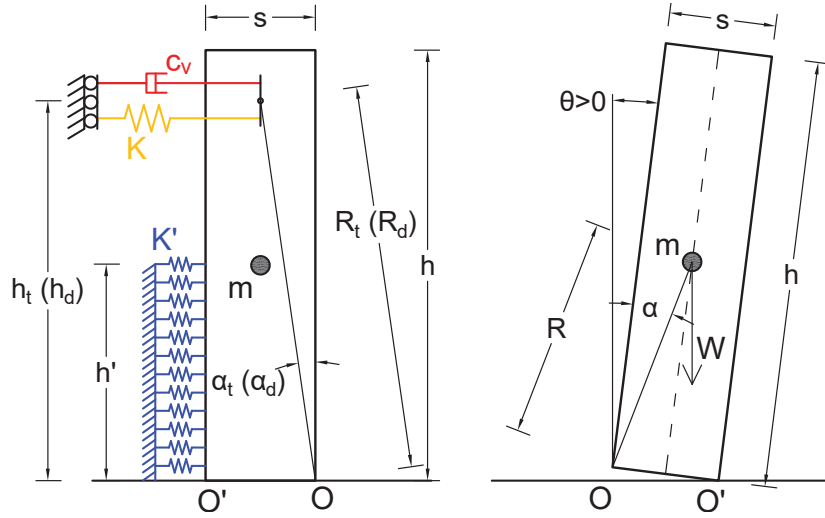 s
c_v
K
K'
h_t (h_d)
h'
m
α_t (α_d)
R_t (R_d)
h
O'
O
s
θ>0
m
R
α
W
h
O
O'